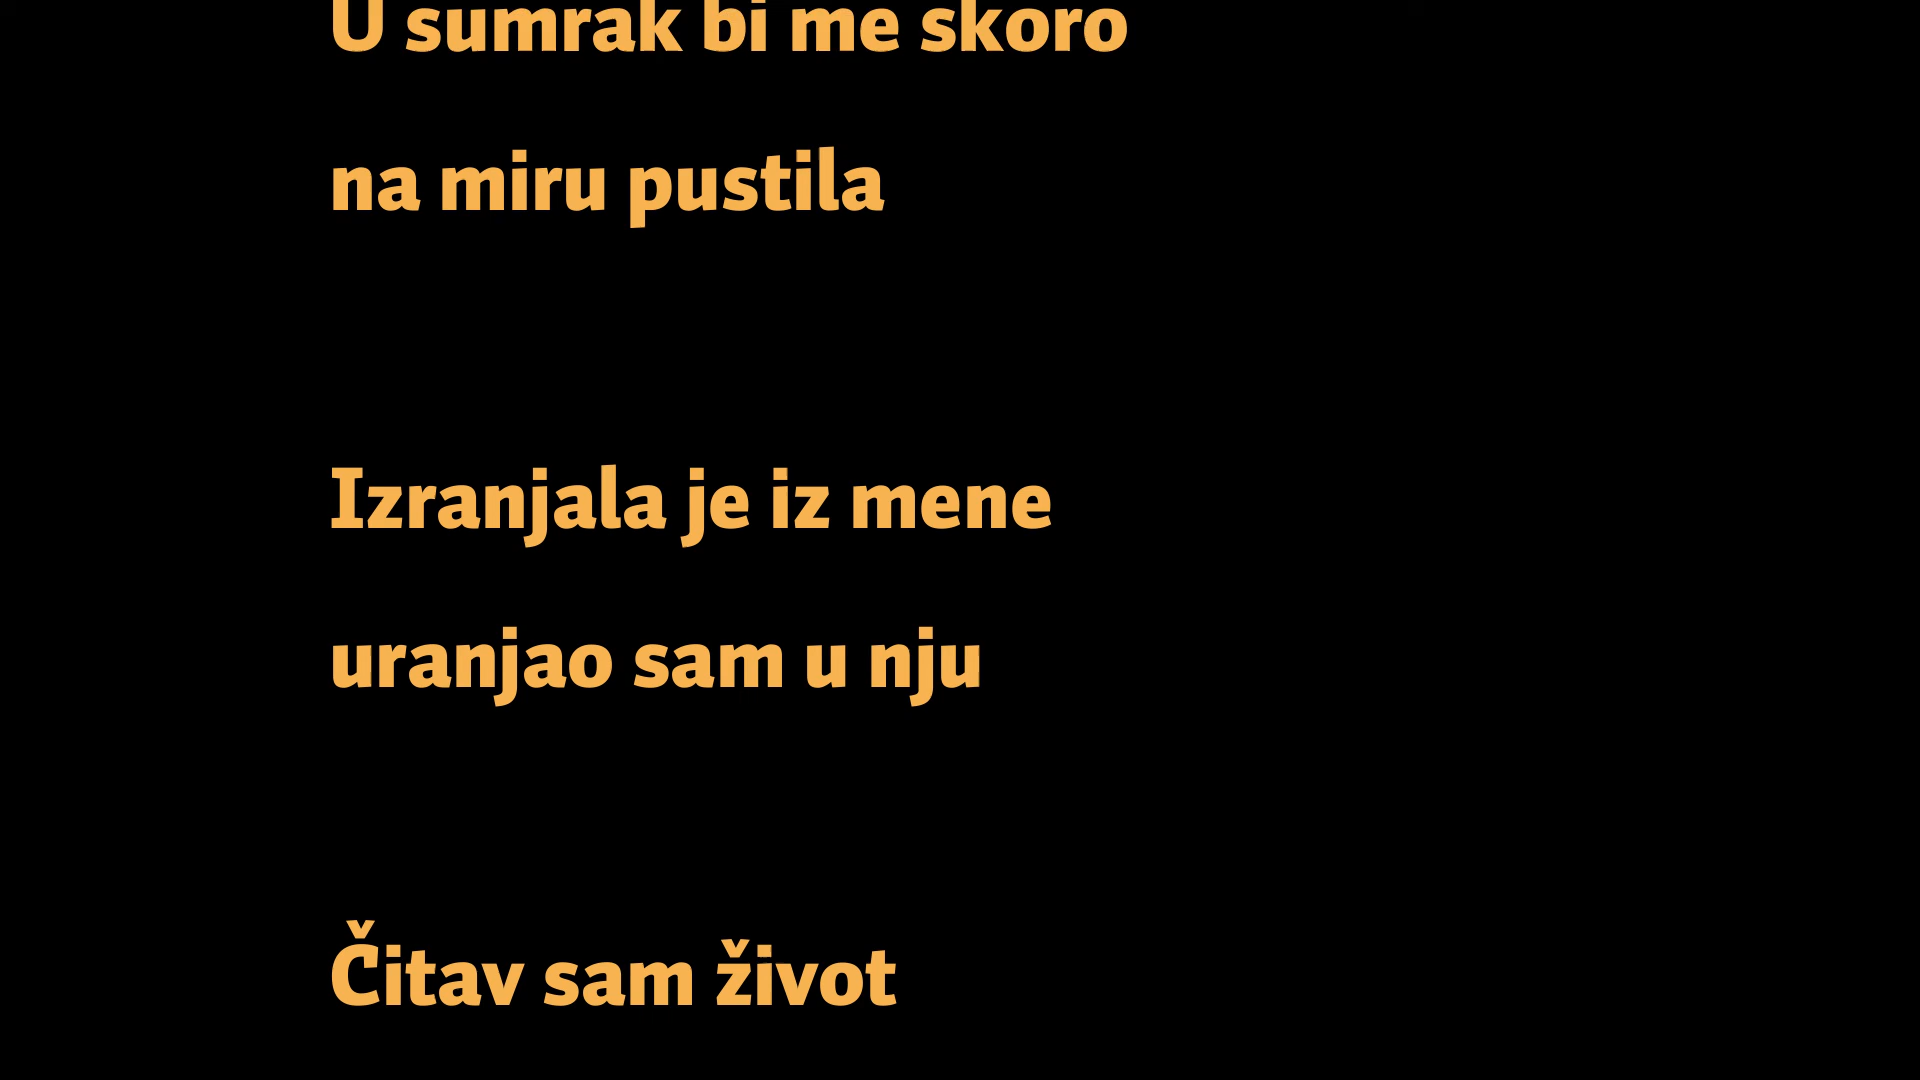 U sumrak bi me skoro
na miru pustila
Izranjala je iz mene
uranjao sam u nju
Čitav sam život